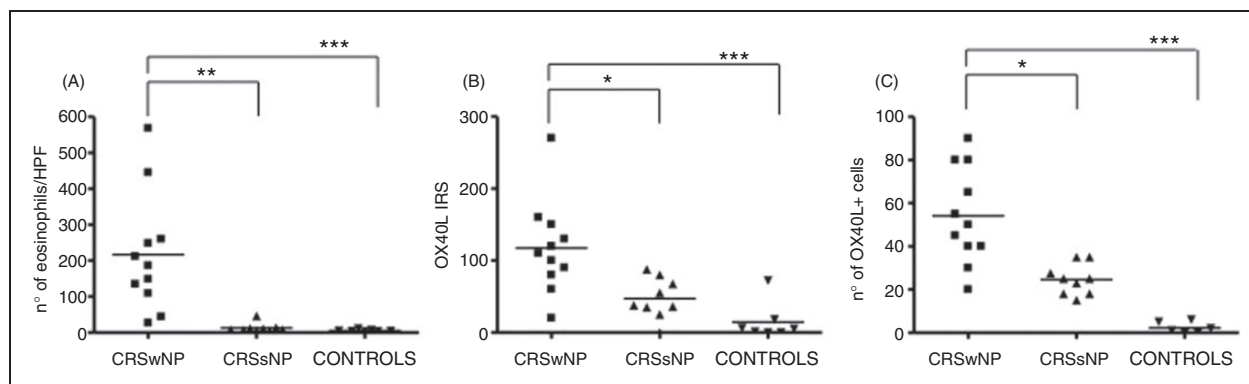 ***
(A)
**
n° of eosinophils/HPF
600
500
400
300
200
100
0
CRSwNP CRSsNP CONTROLS
***
(B)
*
OX40L IRS
300
200
100
0
CRSwNP CRSsNP CONTROLS
***
(C)
*
n° of OX40L+ cells
100
80
60
40
20
0
CRSwNP CRSsNP CONTROLS